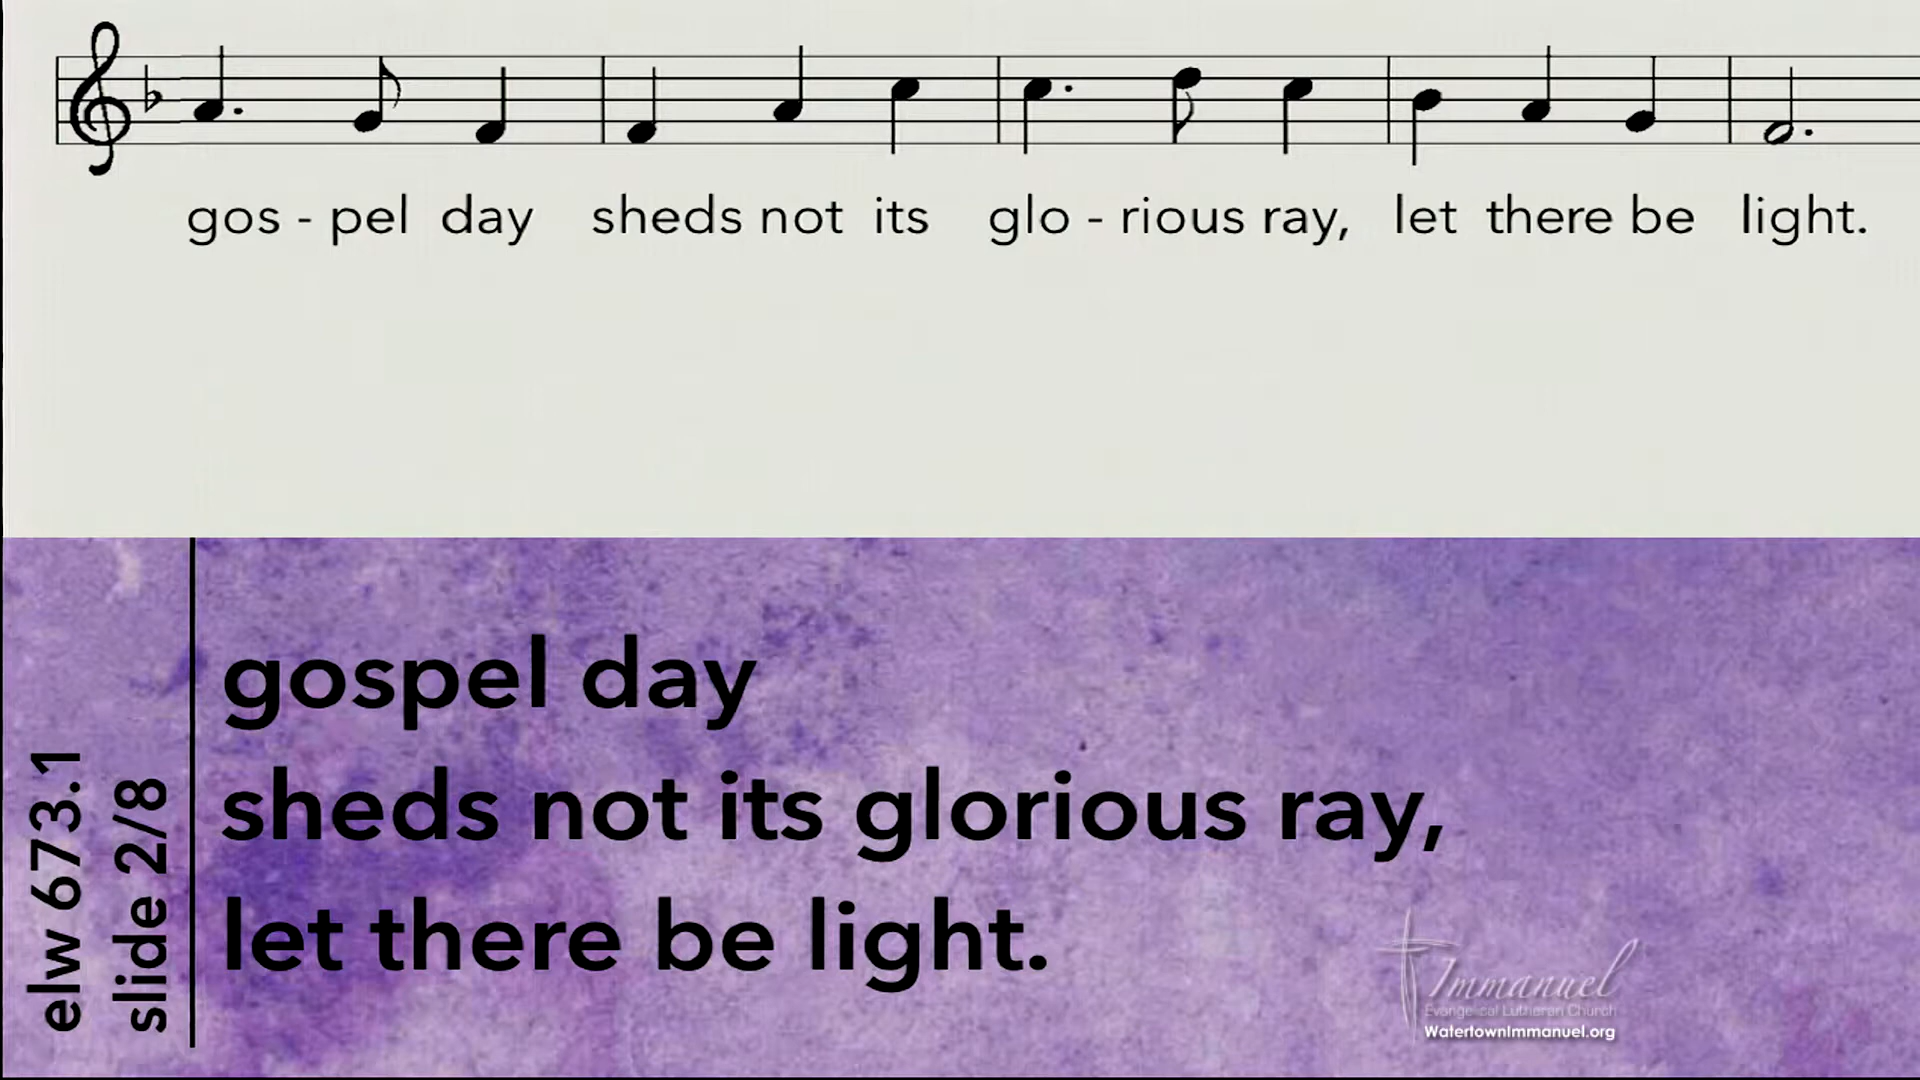 gos - pel day sheds not its glo - rious ray, let there be light.
elw 673.1
slide 2/8
gospel day
sheds not its glorious ray,
let there be light.
Immanuel
Evangelical Lutheran Church
WatertownImmanuel.org